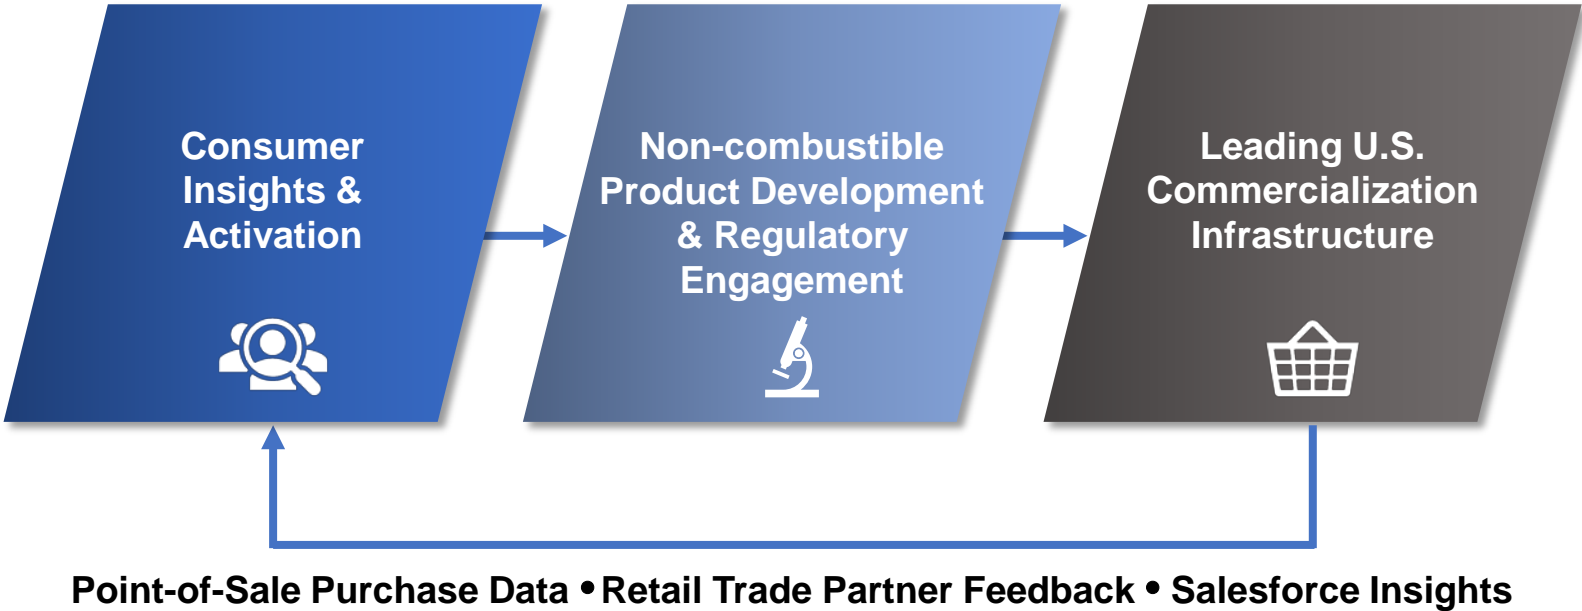 Consumer
Insights &
Activation
Non-combustible
Product Development
& Regulatory
Engagement
Leading U.S.
Commercialization
Infrastructure
Point-of-Sale Purchase Data • Retail Trade Partner Feedback • Salesforce Insights